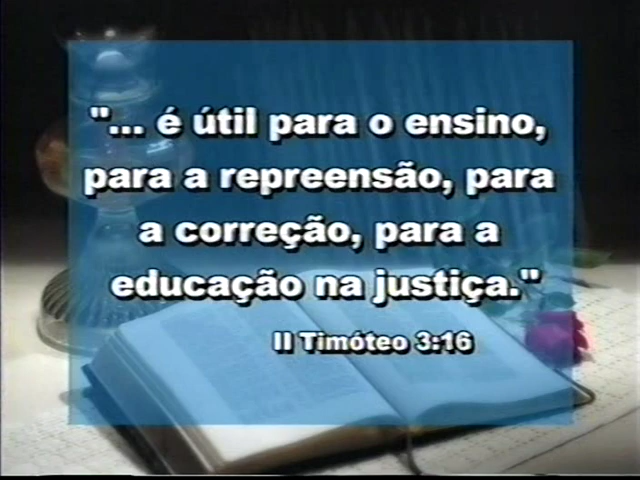 "... é útil para o ensino,
para a repreensão, para
a correção, para a
educação na justiça."
II Timóteo 3:16